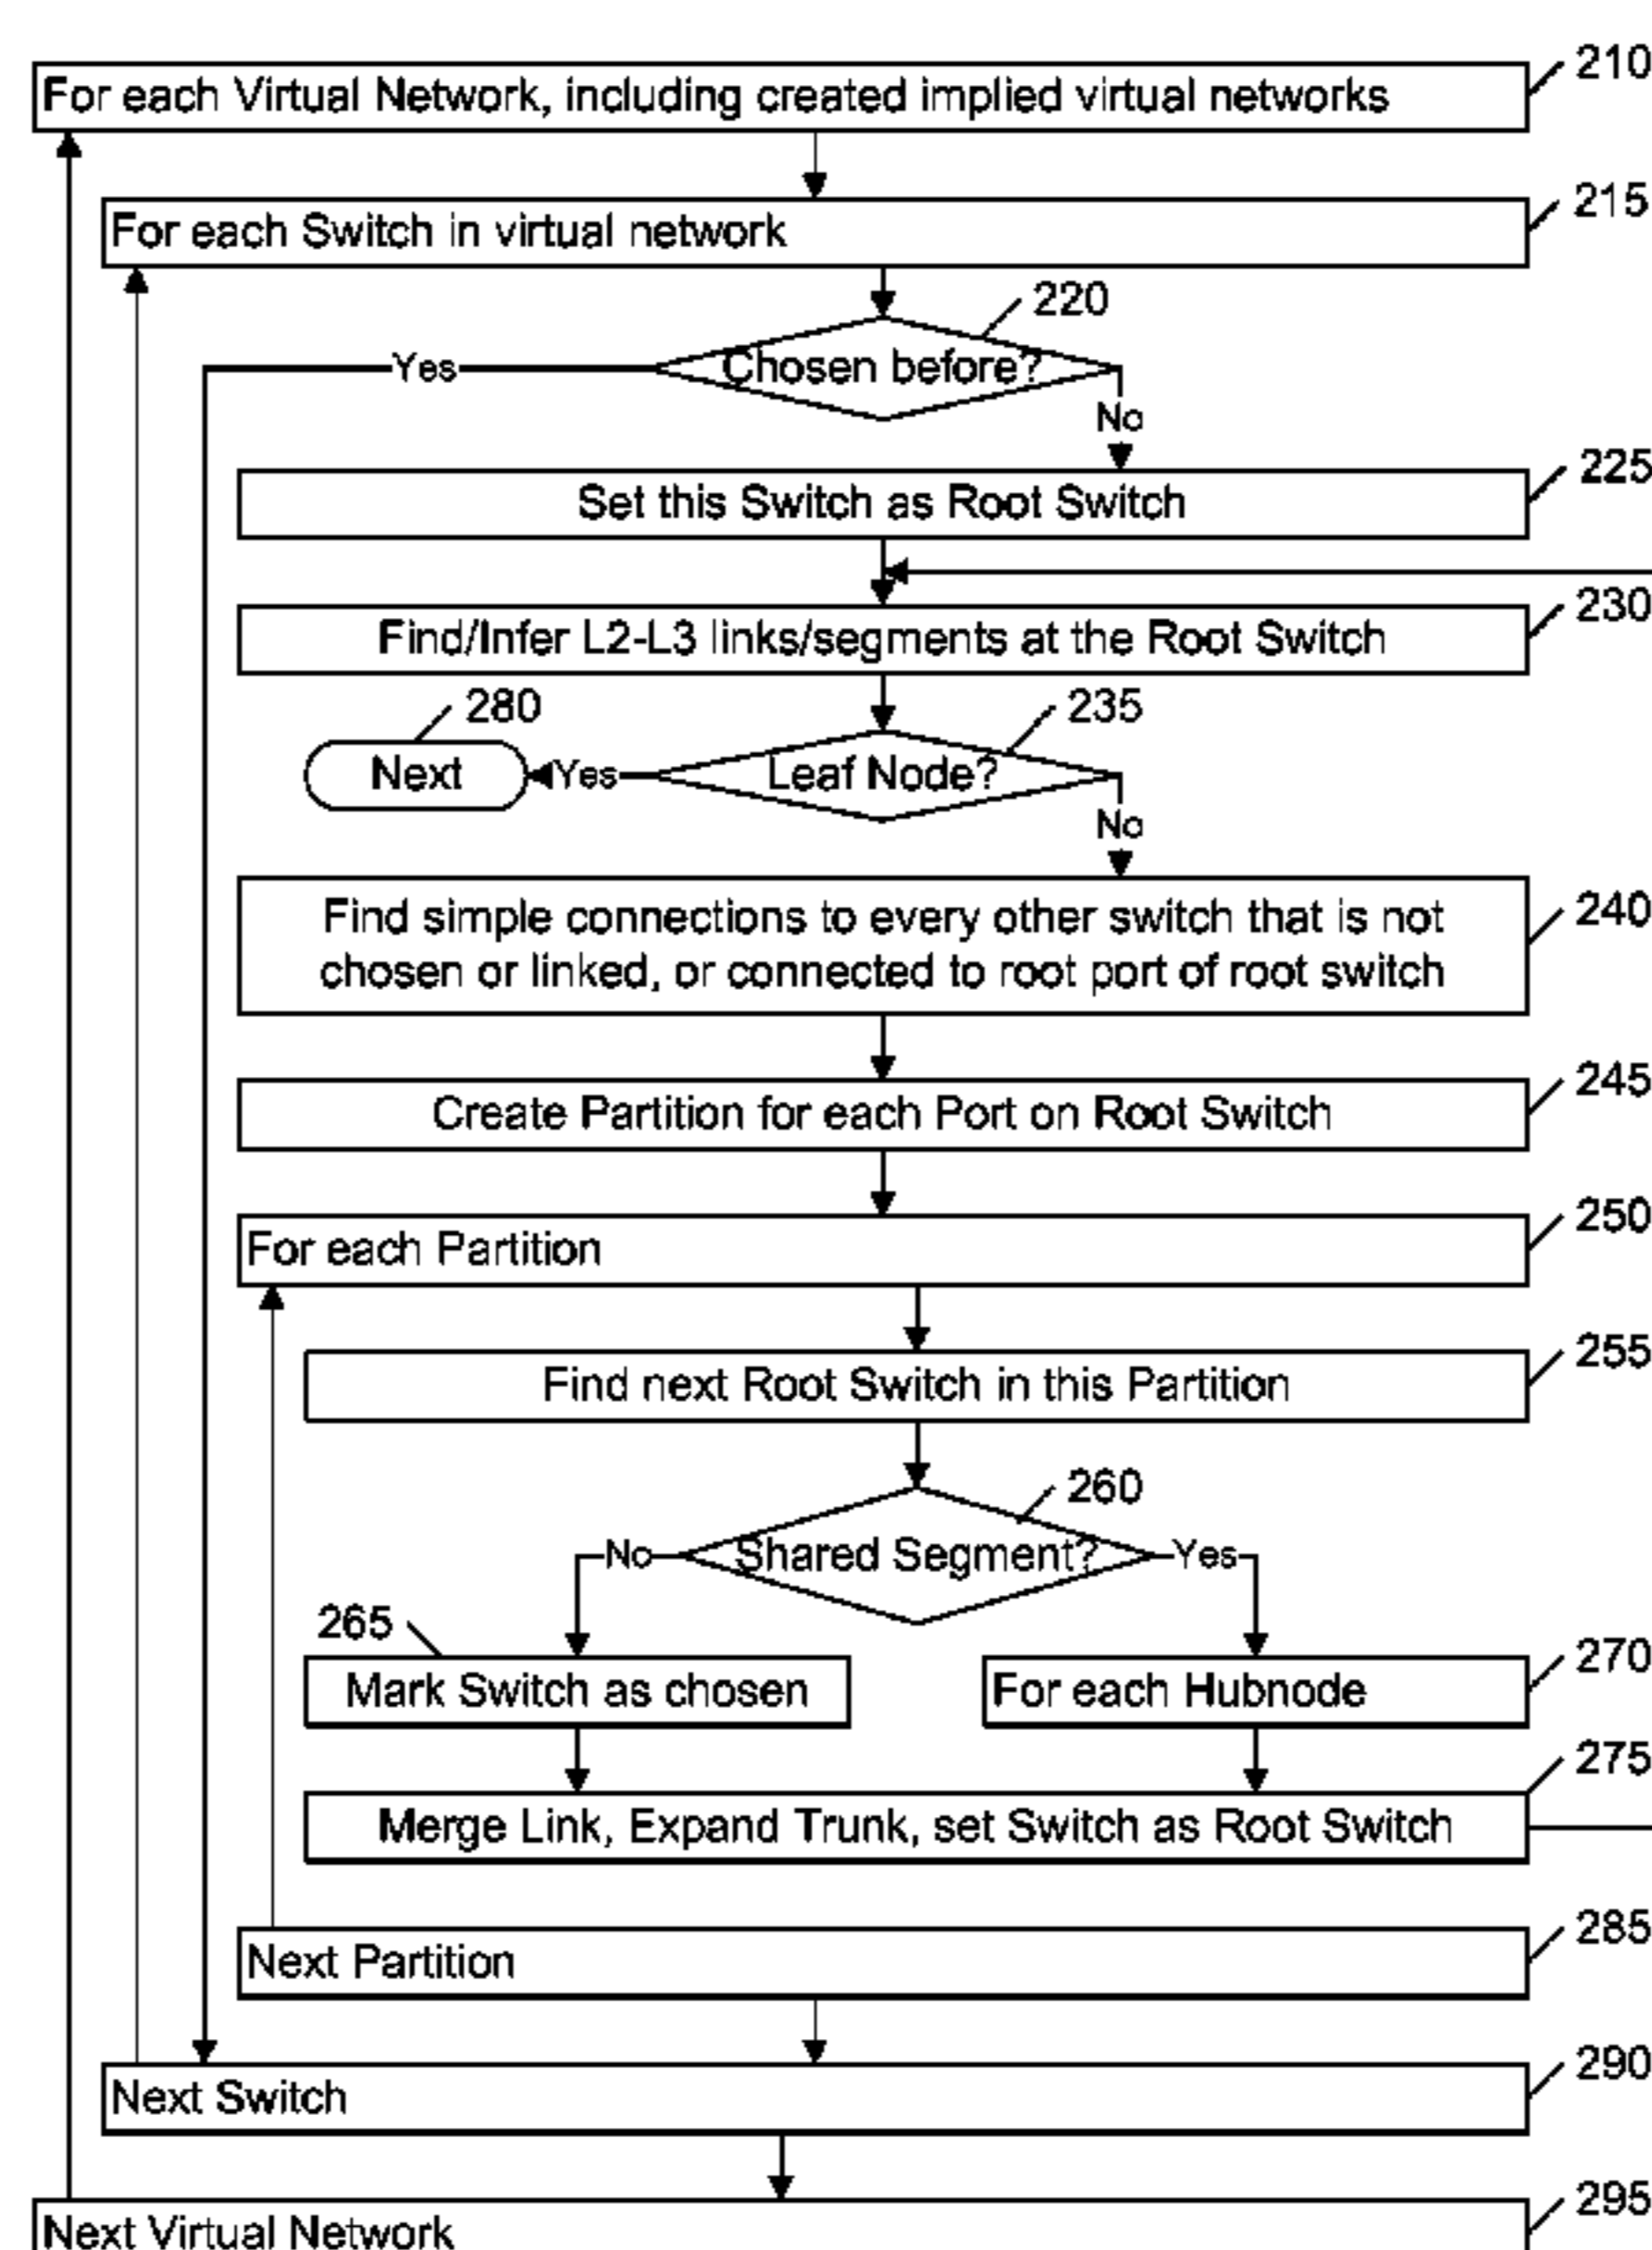 210
For each Virtual Network, including created implied virtual networks
215
For each Switch in virtual network
220
Chosen before?
Yes
No
225
Set this Switch as Root Switch
230
Find/Infer L2-L3 links/segments at the Root Switch
280
235
Next
Yes
Leaf Node?
No
240
Find simple connections to every other switch that is not
chosen or linked, or connected to root port of root switch
245
Create Partition for each Port on Root Switch
250
For each Partition
255
Find next Root Switch in this Partition
260
No
Shared Segment?
Yes
265
270
Mark Switch as chosen
For each Hubnode
275
Merge Link, Expand Trunk, set Switch as Root Switch
285
Next Partition
290
Next Switch
295
Next Virtual Network